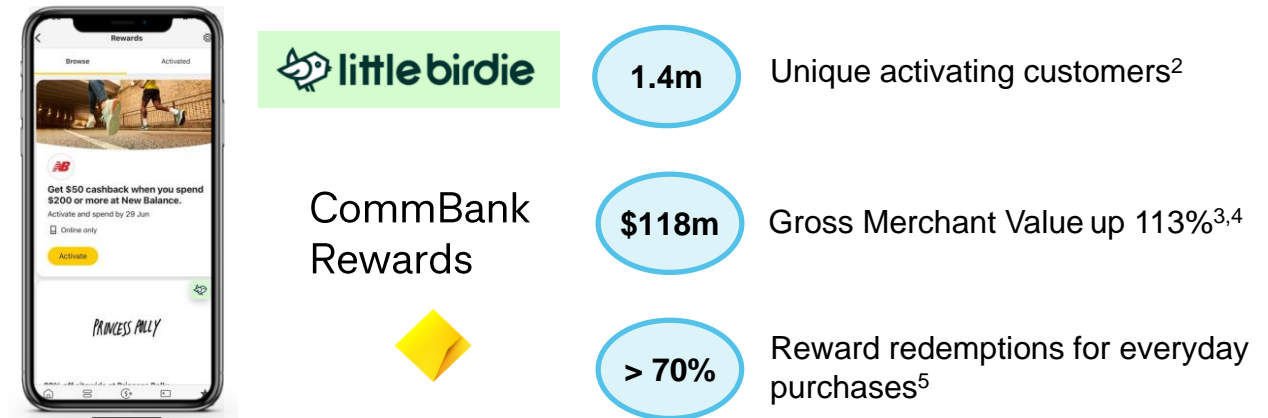 Rewards
Browse
Activated
NB
Get $50 cashback when you spend
$200 or more at New Balance.
Activate and spend by 29 Jun
Online only
Activate
PRINCESS POLLY
little birdie
CommBank
Rewards
1.4m
Unique activating customers2
$118m
Gross Merchant Value up 113%3,4
> 70%
Reward redemptions for everyday
purchases5